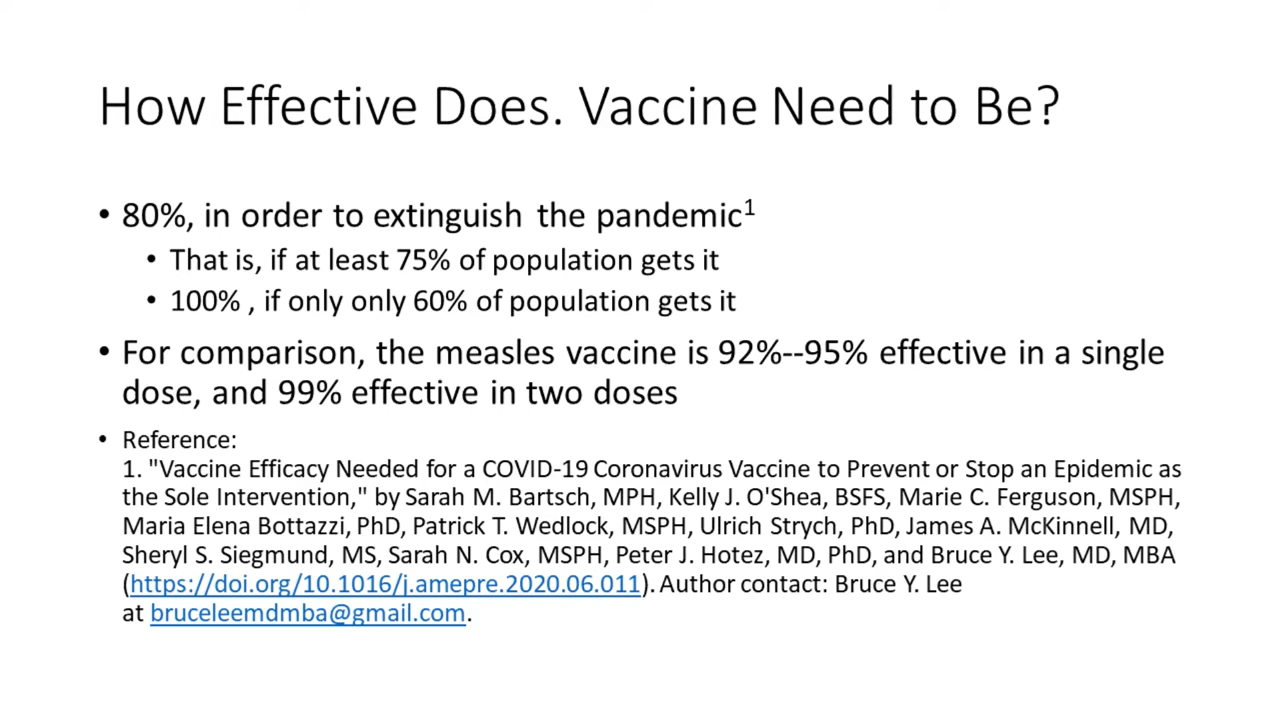 How Effective Does. Vaccine Need to Be?
• 80%, in order to extinguish the pandemic1
• That is, if at least 75% of population gets it
• 100% , if only only 60% of population gets it
• For comparison, the measles vaccine is 92%--95% effective in a single
dose, and 99% effective in two doses
• Reference:
1. "Vaccine Efficacy Needed for a COVID-19 Coronavirus Vaccine to Prevent or Stop an Epidemic as
the Sole Intervention," by Sarah M. Bartsch, MPH, Kelly J. O'Shea, BSFS, Marie C. Ferguson, MSPH,
Maria Elena Bottazzi, PhD, Patrick T. Wedlock, MSPH, Ulrich Strych, PhD, James A. McKinnell, MD,
Sheryl S. Siegmund, MS, Sarah N. Cox, MSPH, Peter J. Hotez, MD, PhD, and Bruce Y. Lee, MD, MBA
(https://doi.org/10.1016/j.amepre.2020.06.011). Author contact: Bruce Y. Lee
at bruceleemdmba@gmail.com.